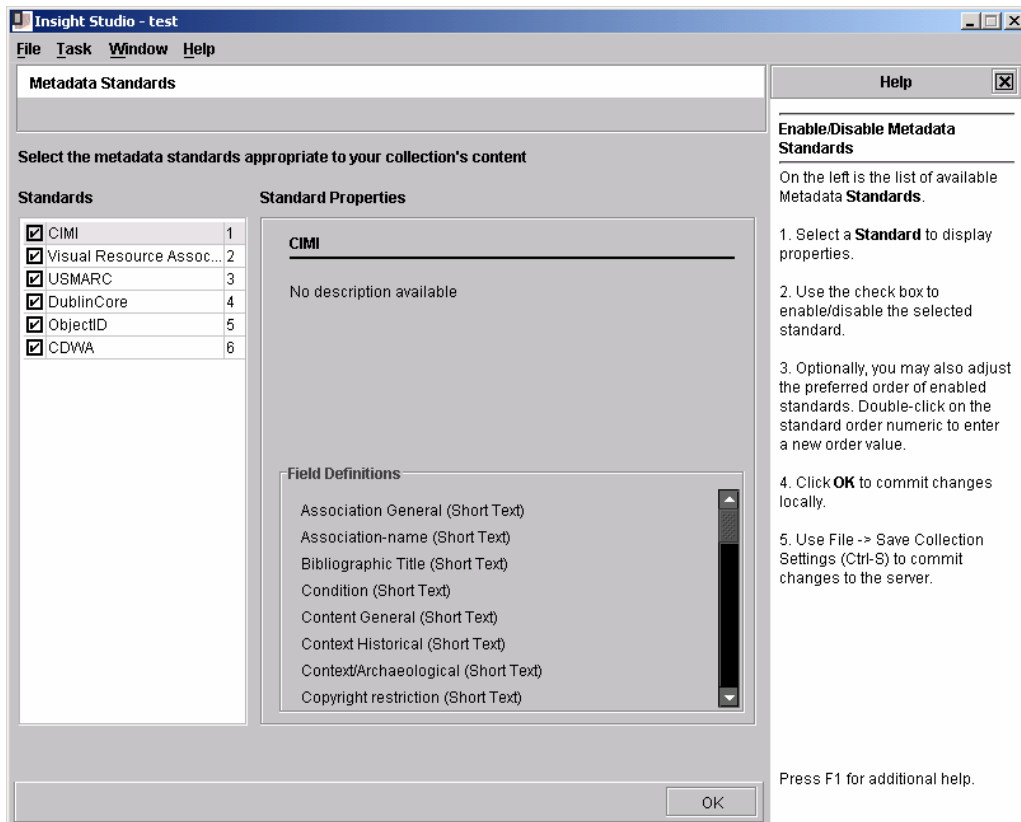 Insight Studio - test
File Task Window Help
Metadata Standards
Select the metadata standards appropriate to your collection's content
Standards
CIMI 1
Visual Resource Assoc... 2
USMARC 3
DublinCore 4
ObjectID 5
CDWA 6
Standard Properties
CIMI
No description available
Field Definitions
Association General (Short Text)
Association-name (Short Text)
Bibliographic Title (Short Text)
Condition (Short Text)
Content General (Short Text)
Context Historical (Short Text)
Context/Archaeological (Short Text)
Copyright restriction (Short Text)
OK
Help
Enable/Disable Metadata
Standards
On the left is the list of available
Metadata Standards.
1. Select a Standard to display
properties.
2. Use the check box to
enable/disable the selected
standard.
3. Optionally, you may also adjust
the preferred order of enabled
standards. Double-click on the
standard order numeric to enter
a new order value.
4. Click OK to commit changes
locally.
5. Use File -> Save Collection
Settings (Ctrl-S) to commit
changes to the server.
Press F1 for additional help.